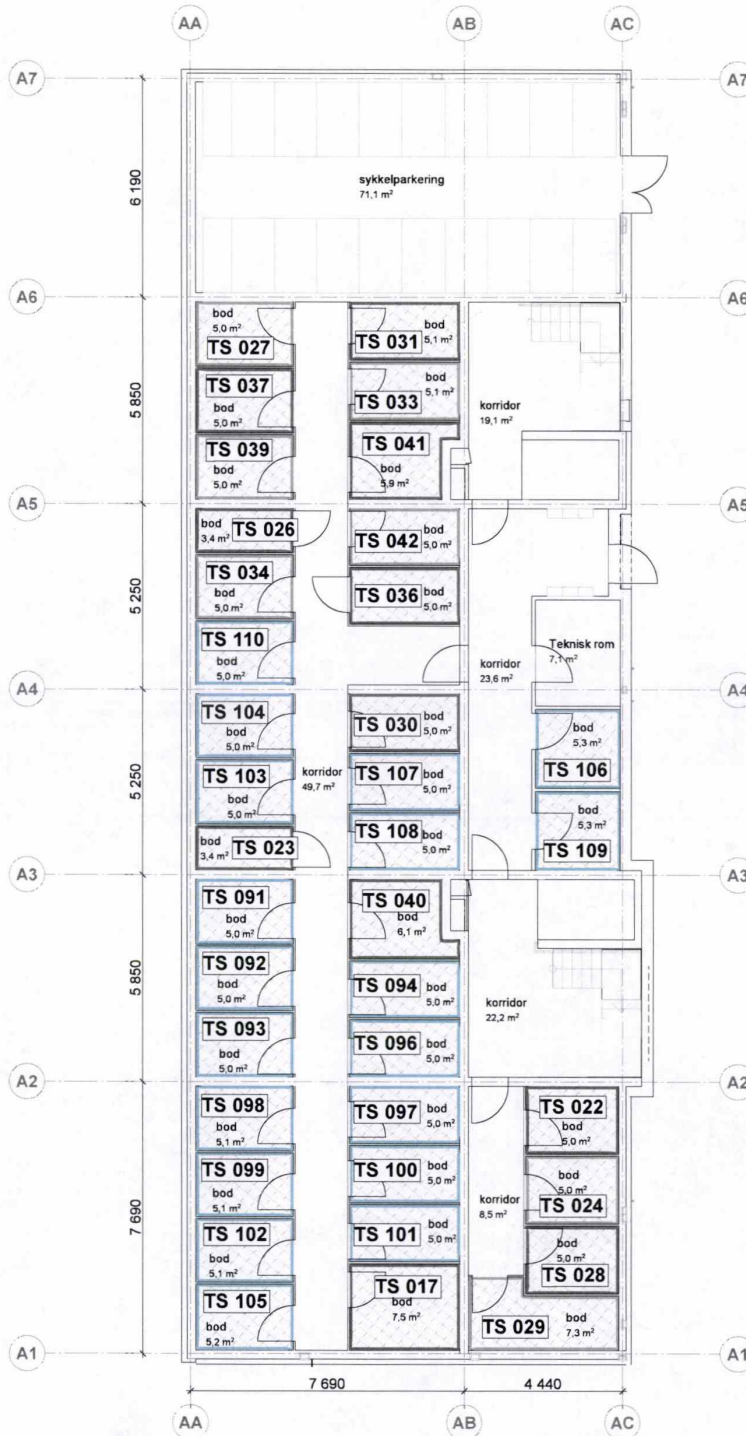 AA AB AC
A7 A7
sykkelparkering
71,1 m²
6 190
A6 A6
bod
5,0 m²
TS 027
TS 031
bod
5,1 m²
TS 037
bod
5,0 m²
bod
5,1 m²
TS 033
korridor
19,1 m²
5 850
TS 039
bod
5,0 m²
TS 041
bod
5,9 m²
A5 A5
bod
3,4 m²
TS 026
TS 042
bod
5,0 m²
TS 034
bod
5,0 m²
TS 036
bod
5,0 m²
5 250
TS 110
bod
5,0 m²
korridor
23,6 m²
Teknisk rom
7,1 m²
A4 A4
TS 104
bod
5,0 m²
TS 030
bod
5,0 m²
bod
5,3 m²
TS 106
5 250
TS 103
bod
5,0 m²
korridor
49,7 m²
TS 107
bod
5,0 m²
bod
3,4 m²
TS 023
TS 108
bod
5,0 m²
bod
5,3 m²
TS 109
A3 A3
TS 091
bod
5,0 m²
TS 040
bod
6,1 m²
5 850
TS 092
bod
5,0 m²
TS 094
bod
5,0 m²
korridor
22,2 m²
TS 093
bod
5,0 m²
TS 096
bod
5,0 m²
A2 A2
TS 098
bod
5,1 m²
TS 097
bod
5,0 m²
TS 022
bod
5,0 m²
TS 099
bod
5,1 m²
TS 100
bod
5,0 m²
korridor
8,5 m²
bod
5,0 m²
TS 024
7 690
TS 102
bod
5,1 m²
TS 101
bod
5,0 m²
bod
5,0 m²
TS 028
TS 105
bod
5,2 m²
TS 017
bod
7,5 m²
TS 029
bod
7,3 m²
A1 A1
7 690 4 440
AA AB AC